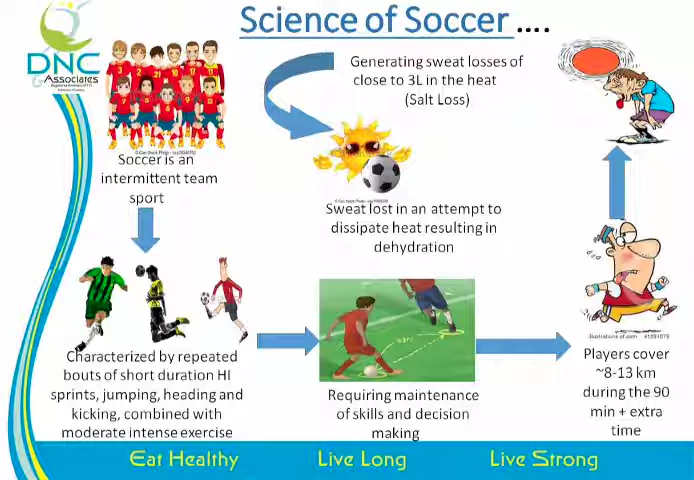 Science of Soccer ....
DNC
& Associates
Soccer is an
intermittent team
sport
Generating sweat losses of
close to 3L in the heat
(Salt Loss)
Sweat lost in an attempt to
dissipate heat resulting in
dehydration
Characterized by repeated
bouts of short duration HI
sprints, jumping, heading and
kicking, combined with
moderate intense exercise
Requiring maintenance
of skills and decision
making
Players cover
~8-13 km
during the 90
min + extra
time
Eat Healthy
Live Long
Live Strong